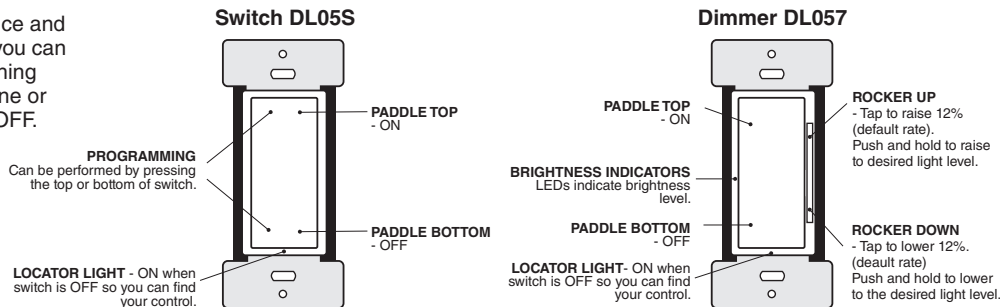 ice and
you can
ning
ne or
OFF.
Switch DL05S
PADDLE TOP
- ON
PROGRAMMING
Can be performed by pressing
the top or bottom of switch.
PADDLE BOTTOM
- OFF
LOCATOR LIGHT - ON when
switch is OFF so you can find
your control.
Dimmer DL057
PADDLE TOP
- ON
BRIGHTNESS INDICATORS
LEDs indicate brightness
level.
PADDLE BOTTOM
- OFF
LOCATOR LIGHT- ON when
switch is OFF so you can find
your control.
ROCKER UP
- Tap to raise 12%
(default rate).
Push and hold to raise
to desired light level.
ROCKER DOWN
- Tap to lower 12%.
(deault rate)
Push and hold to lower
to the desired light level.